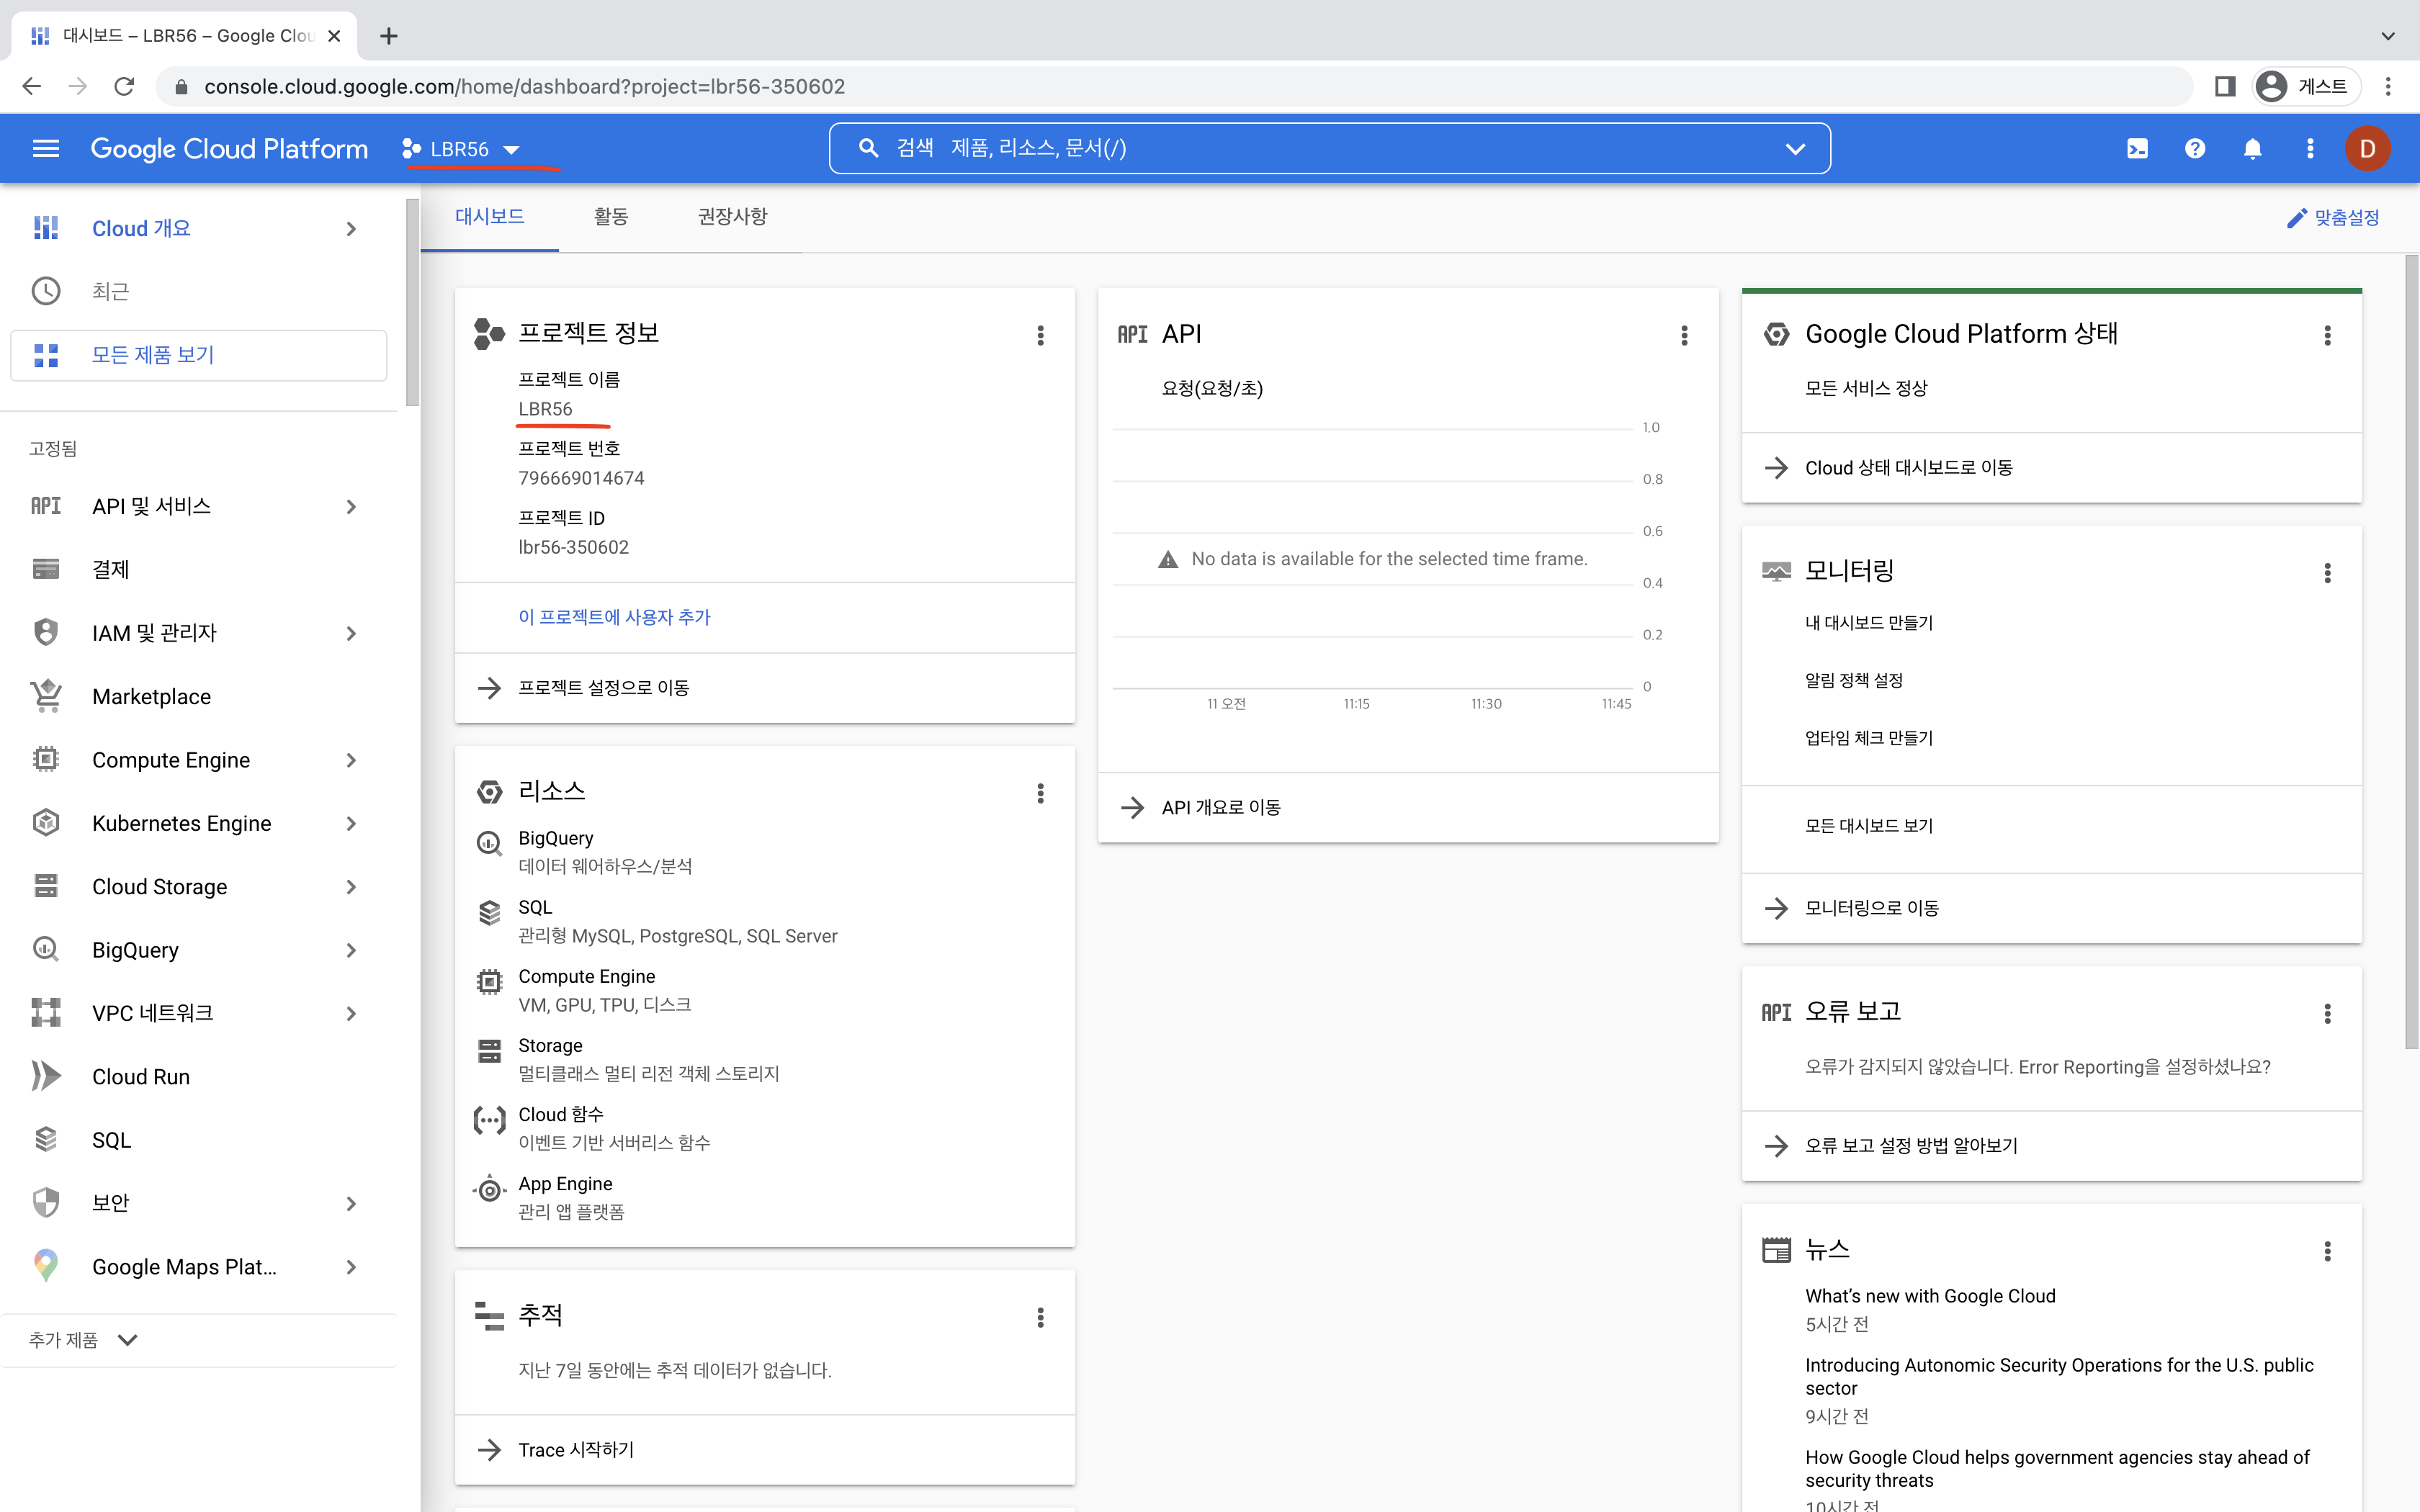 대시보드 – LBR56 – Google Clou
console.cloud.google.com/home/dashboard?project=lbr56-350602
게스트
Google Cloud Platform
LBR56
검색 제품, 리소스, 문서(/)
D
Cloud 개요
최근
모든 제품 보기
고정됨
API API 및 서비스
결제
IAM 및 관리자
Marketplace
Compute Engine
Kubernetes Engine
Cloud Storage
BigQuery
VPC 네트워크
Cloud Run
SQL
보안
Google Maps Plat...
추가 제품
대시보드 활동 권장사항
맞춤설정
프로젝트 정보
프로젝트 이름
LBR56
프로젝트 번호
796669014674
프로젝트 ID
lbr56-350602
이 프로젝트에 사용자 추가
프로젝트 설정으로 이동
리소스
BigQuery
데이터 웨어하우스/분석
SQL
관리형 MySQL, PostgreSQL, SQL Server
Compute Engine
VM, GPU, TPU, 디스크
Storage
멀티클래스 멀티 리전 객체 스토리지
Cloud 함수
이벤트 기반 서버리스 함수
App Engine
관리 앱 플랫폼
추적
지난 7일 동안에는 추적 데이터가 없습니다.
Trace 시작하기
API API
요청(요청/초)
1.0
0.8
0.6
No data is available for the selected time frame.
0.4
0.2
0
11 오전 11:15 11:30 11:45
API 개요로 이동
Google Cloud Platform 상태
모든 서비스 정상
Cloud 상태 대시보드로 이동
모니터링
내 대시보드 만들기
알림 정책 설정
업타임 체크 만들기
모든 대시보드 보기
모니터링으로 이동
API 오류 보고
오류가 감지되지 않았습니다. Error Reporting을 설정하셨나요?
오류 보고 설정 방법 알아보기
뉴스
What's new with Google Cloud
5시간 전
Introducing Autonomic Security Operations for the U.S. public
sector
9시간 전
How Google Cloud helps government agencies stay ahead of
security threats
10시간 전